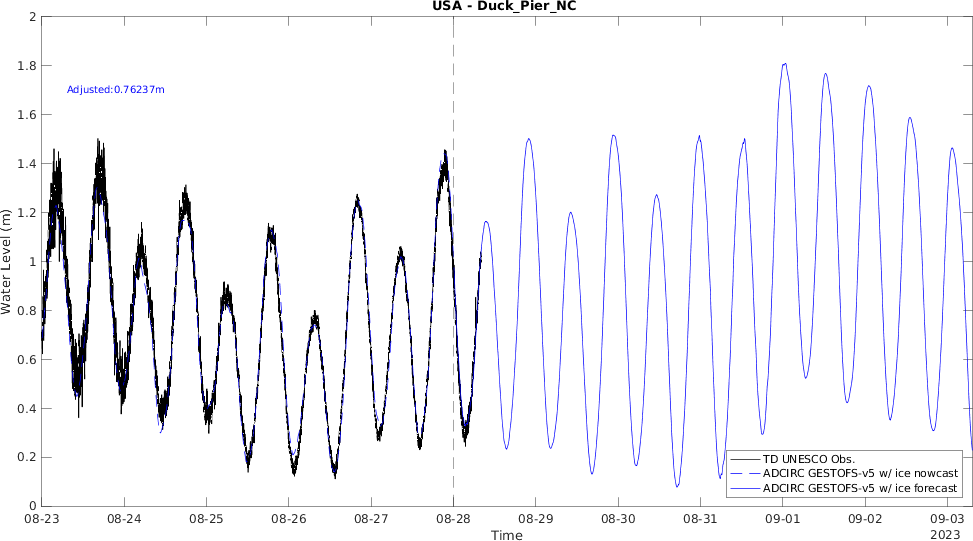 USA - Duck_Pier_NC
2
1.8
1.6
1.4
1.2
1
0.8
0.6
0.4
0.2
0
Water Level (m)
Adjusted:0.76237m
TD UNESCO Obs.
ADCIRC GESTOFS-v5 w/ ice nowcast
ADCIRC GESTOFS-v5 w/ ice forecast
08-23 08-24 08-25 08-26 08-27 08-28 08-29 08-30 08-31 09-01 09-02 09-03
Time
2023